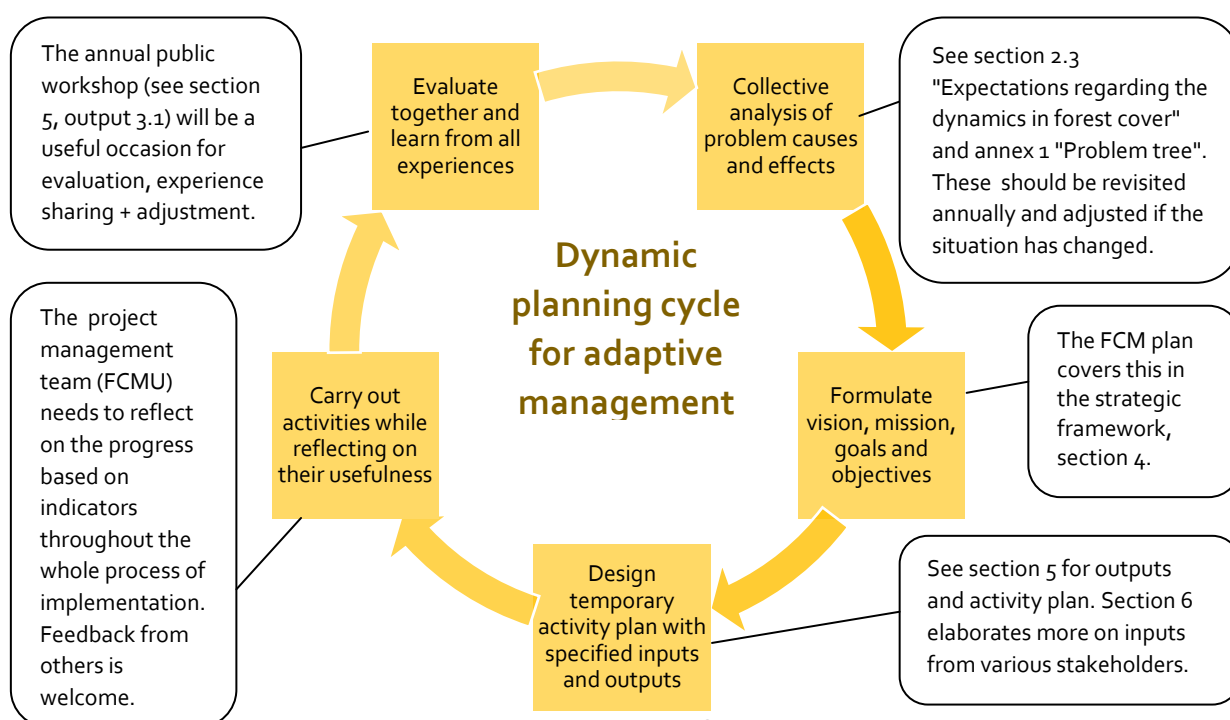 The annual public
workshop (see section
5, output 3.1) will be a
useful occasion for
evaluation, experience
sharing + adjustment.
Evaluate
together and
learn from all
experiences
Collective
analysis of
problem causes
and effects
See section 2.3
"Expectations regarding the
dynamics in forest cover"
and annex 1 "Problem tree".
These should be revisited
annually and adjusted if the
situation has changed.
Dynamic
planning cycle
for adaptive
management
The project
management
team (FCMU)
needs to reflect
on the progress
based on
indicators
throughout the
whole process of
implementation.
Feedback from
others is
welcome.
Carry out
activities while
reflecting on
their usefulness
Formulate
vision, mission,
goals and
objectives
The FCM plan
covers this in
the strategic
framework,
section 4.
Design
temporary
activity plan with
specified inputs
and outputs
See section 5 for outputs
and activity plan. Section 6
elaborates more on inputs
from various stakeholders.